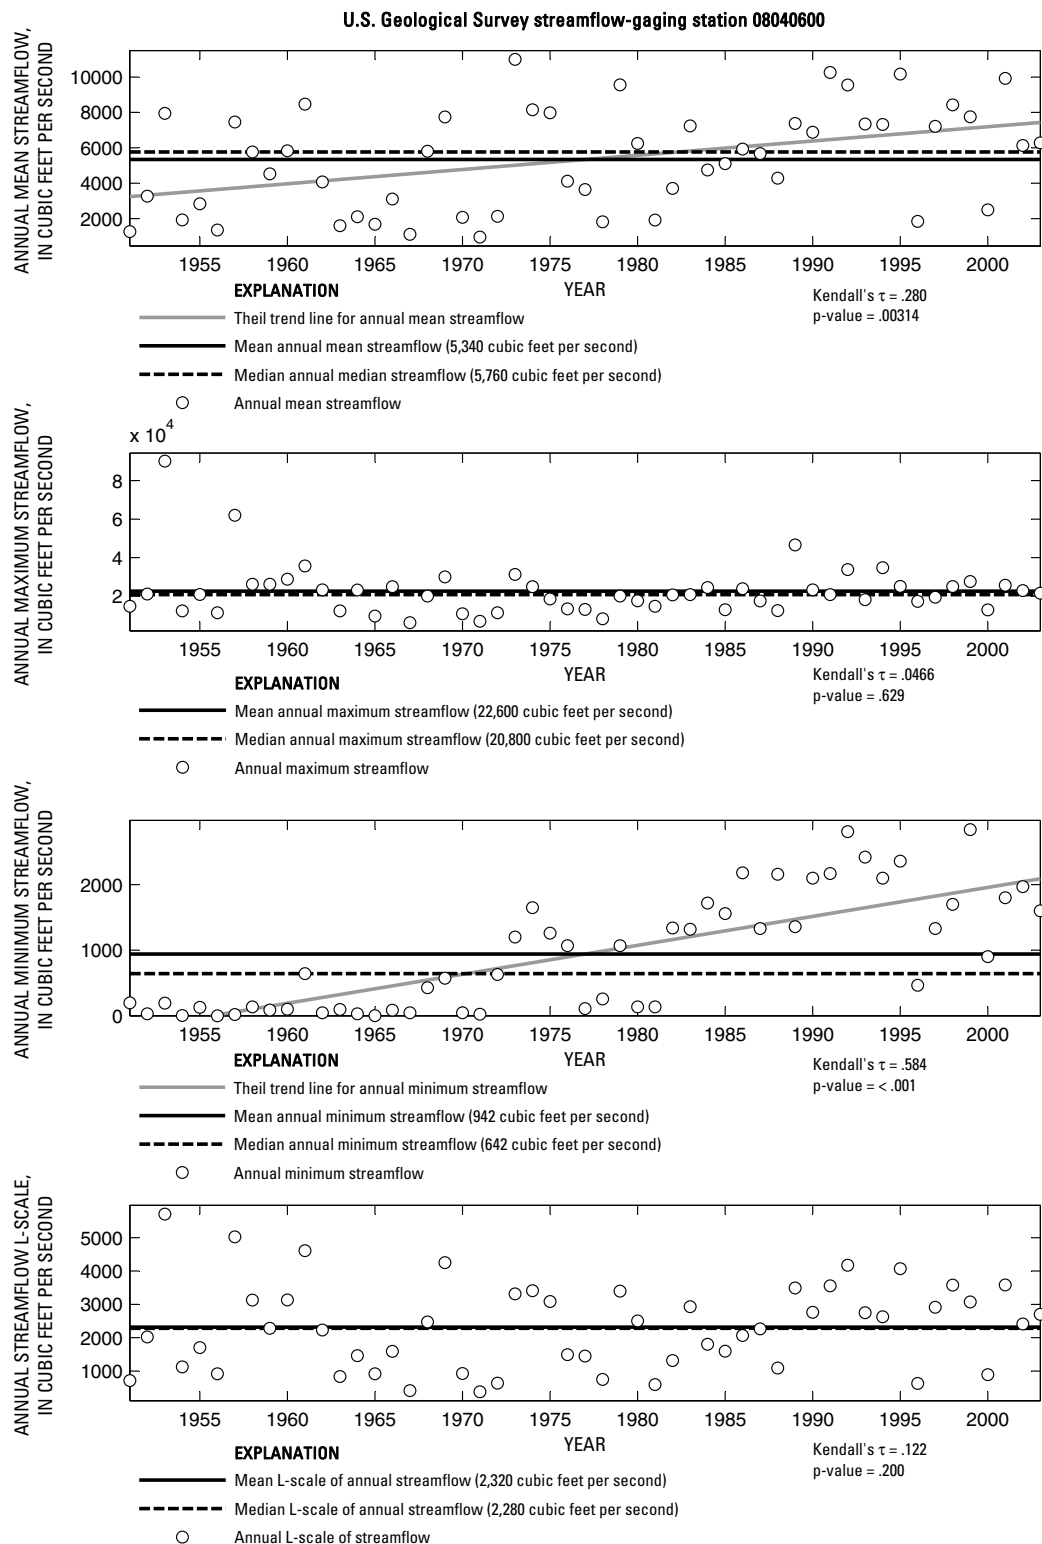 U.S. Geological Survey streamflow-gaging station 08040600
ANNUAL MEAN STREAMFLOW,
IN CUBIC FEET PER SECOND
10000
8000
6000
4000
2000
1955 1960 1965 1970 1975 1980 1985 1990 1995 2000
YEAR
EXPLANATION
Theil trend line for annual mean streamflow
Mean annual mean streamflow (5,340 cubic feet per second)
Median annual median streamflow (5,760 cubic feet per second)
Annual mean streamflow
Kendall's τ = .280
p-value = .00314
ANNUAL MAXIMUM STREAMFLOW,
IN CUBIC FEET PER SECOND
x 10^4
8
6
4
2
1955 1960 1965 1970 1975 1980 1985 1990 1995 2000
YEAR
EXPLANATION
Mean annual maximum streamflow (22,600 cubic feet per second)
Median annual maximum streamflow (20,800 cubic feet per second)
Annual maximum streamflow
Kendall's τ = .0466
p-value = .629
ANNUAL MINIMUM STREAMFLOW,
IN CUBIC FEET PER SECOND
2000
1000
0
1955 1960 1965 1970 1975 1980 1985 1990 1995 2000
YEAR
EXPLANATION
Theil trend line for annual minimum streamflow
Mean annual minimum streamflow (942 cubic feet per second)
Median annual minimum streamflow (642 cubic feet per second)
Annual minimum streamflow
Kendall's τ = .584
p-value = < .001
ANNUAL STREAMFLOW L-SCALE,
IN CUBIC FEET PER SECOND
5000
4000
3000
2000
1000
1955 1960 1965 1970 1975 1980 1985 1990 1995 2000
YEAR
EXPLANATION
Mean L-scale of annual streamflow (2,320 cubic feet per second)
Median L-scale of annual streamflow (2,280 cubic feet per second)
Annual L-scale of streamflow
Kendall's τ = .122
p-value = .200